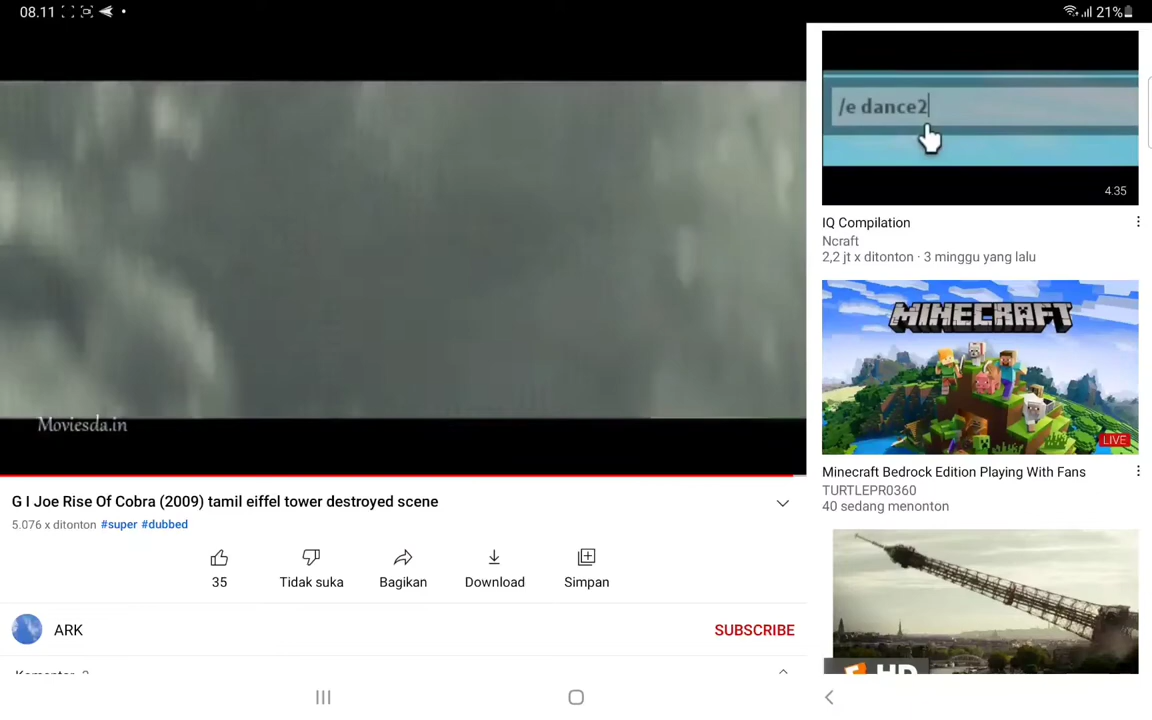 08.11
21%
Moviesda.in
G I Joe Rise Of Cobra (2009) tamil eiffel tower destroyed scene
5.076 x ditonton #super #dubbed
35
Tidak suka
Bagikan
Download
Simpan
ARK
SUBSCRIBE
/e dance2
4.35
IQ Compilation
Ncraft
2,2 jt x ditonton · 3 minggu yang lalu
MINECRAFT
LIVE
Minecraft Bedrock Edition Playing With Fans
TURTLEPR0360
40 sedang menonton
HD